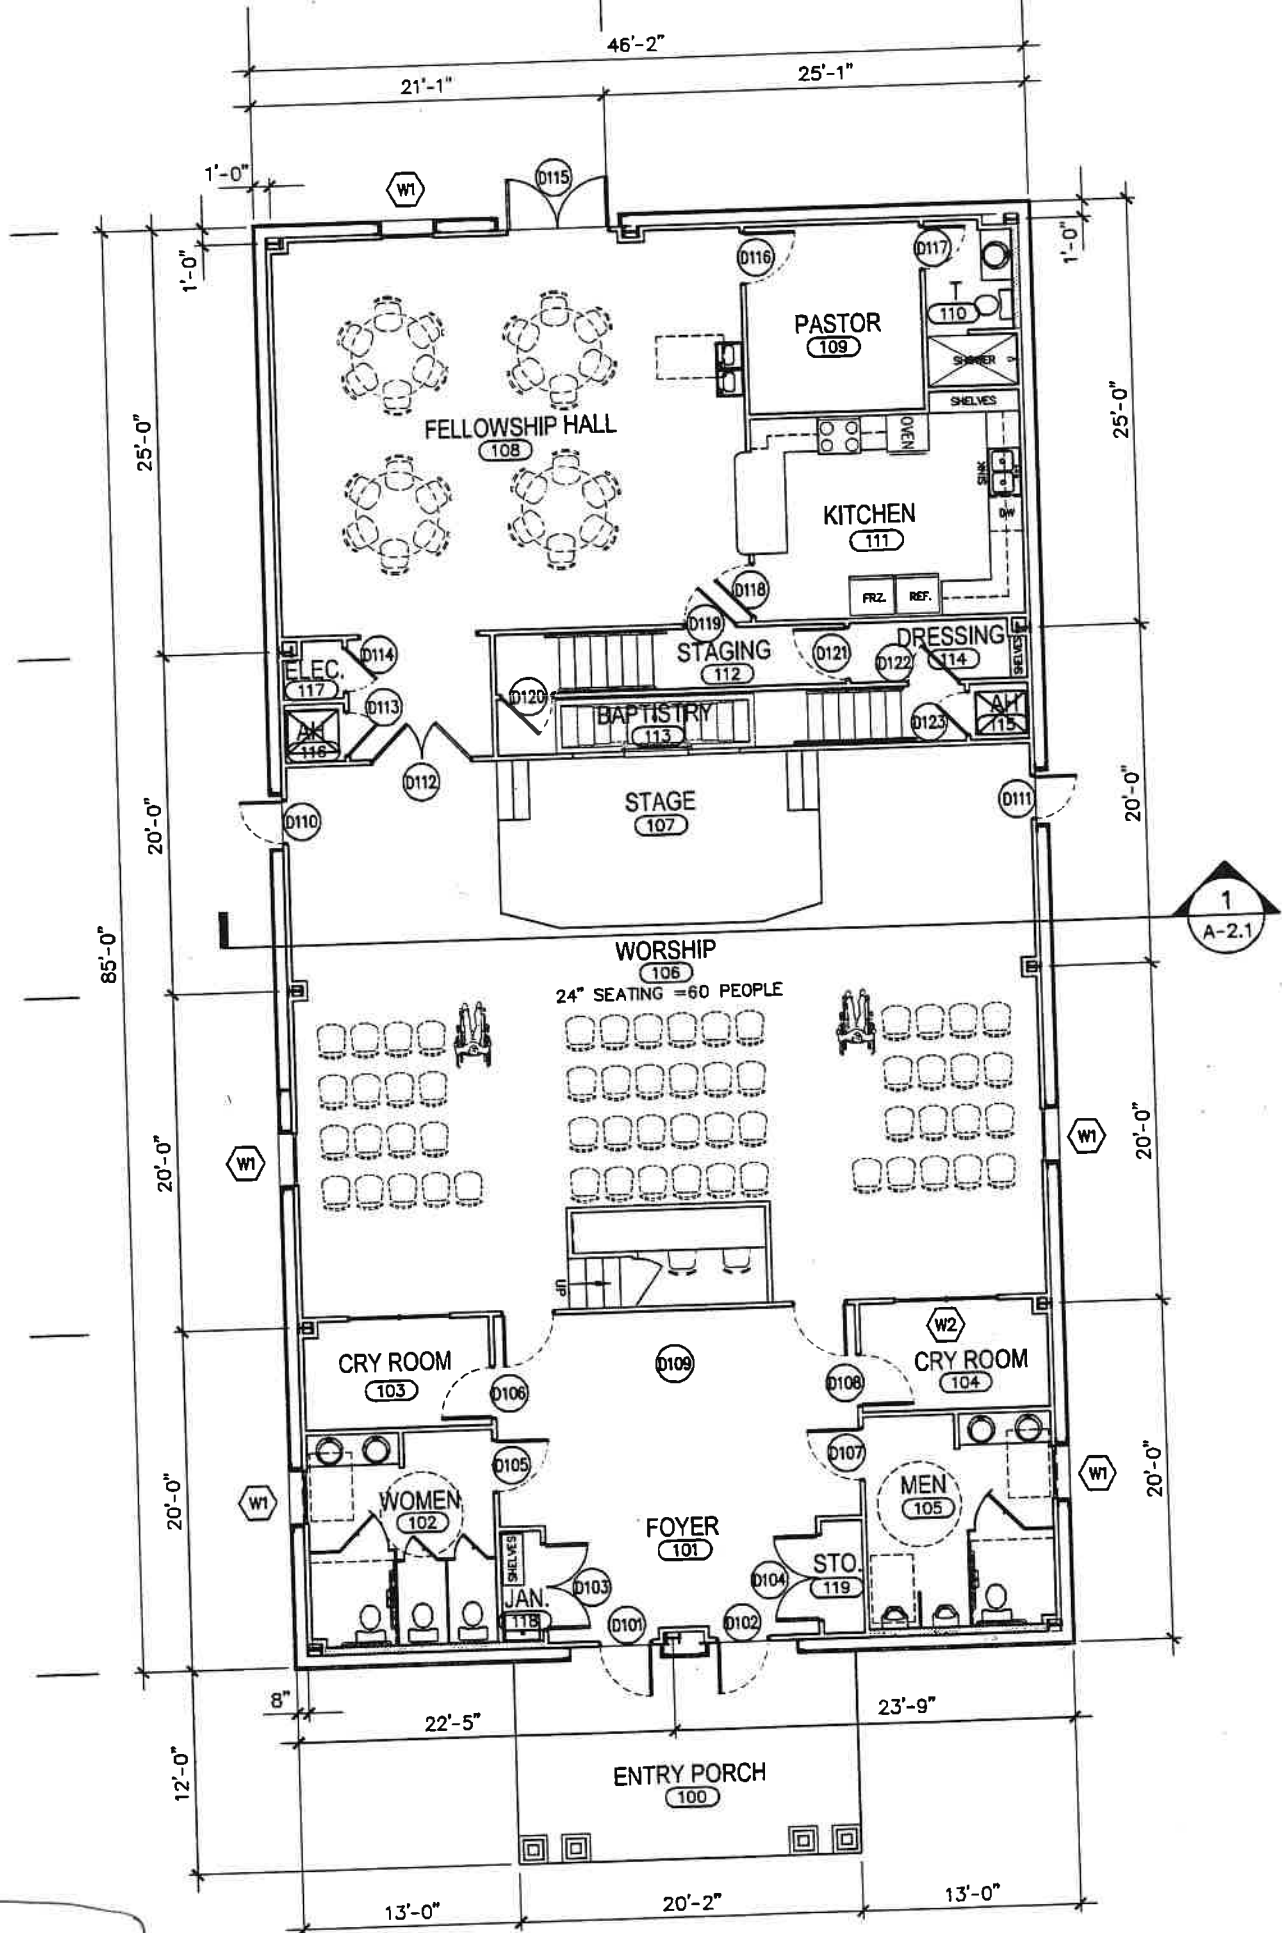 46'-2"
21'-1"
25'-1"
1'-0"
W1
D115
1'-0"
1'-0"
D116
D117
T
110
PASTOR
109
SHOWER
SHELVES
25'-0"
25'-0"
FELLOWSHIP HALL
108
OVEN
SINK
DW
KITCHEN
111
D118
FRZ.
REF.
D119
D114
STAGING
112
D121
D122
DRESSING
114
SHELVES
ELEC.
117
D113
D120
BAPTISTRY
113
D123
AH
115
AH
116
D112
D110
STAGE
107
D111
20'-0"
20'-0"
85'-0"
1
A-2.1
WORSHIP
106
24" SEATING =60 PEOPLE
W1
W1
20'-0"
20'-0"
UP
CRY ROOM
103
D106
D109
D108
W2
CRY ROOM
104
D105
D107
W1
W1
WOMEN
102
MEN
105
20'-0"
20'-0"
FOYER
101
SHELVES
D103
D104
STO.
119
JAN.
118
D101
D102
8"
22'-5"
23'-9"
12'-0"
ENTRY PORCH
100
13'-0"
20'-2"
13'-0"